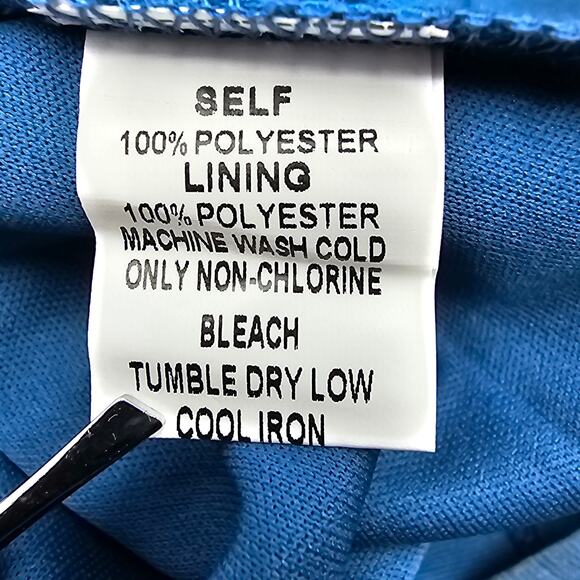 SELF
100% POLYESTER
LINING
100% POLYESTER
MACHINE WASH COLD
ONLY NON-CHLORINE
BLEACH
TUMBLE DRY LOW
COOL IRON